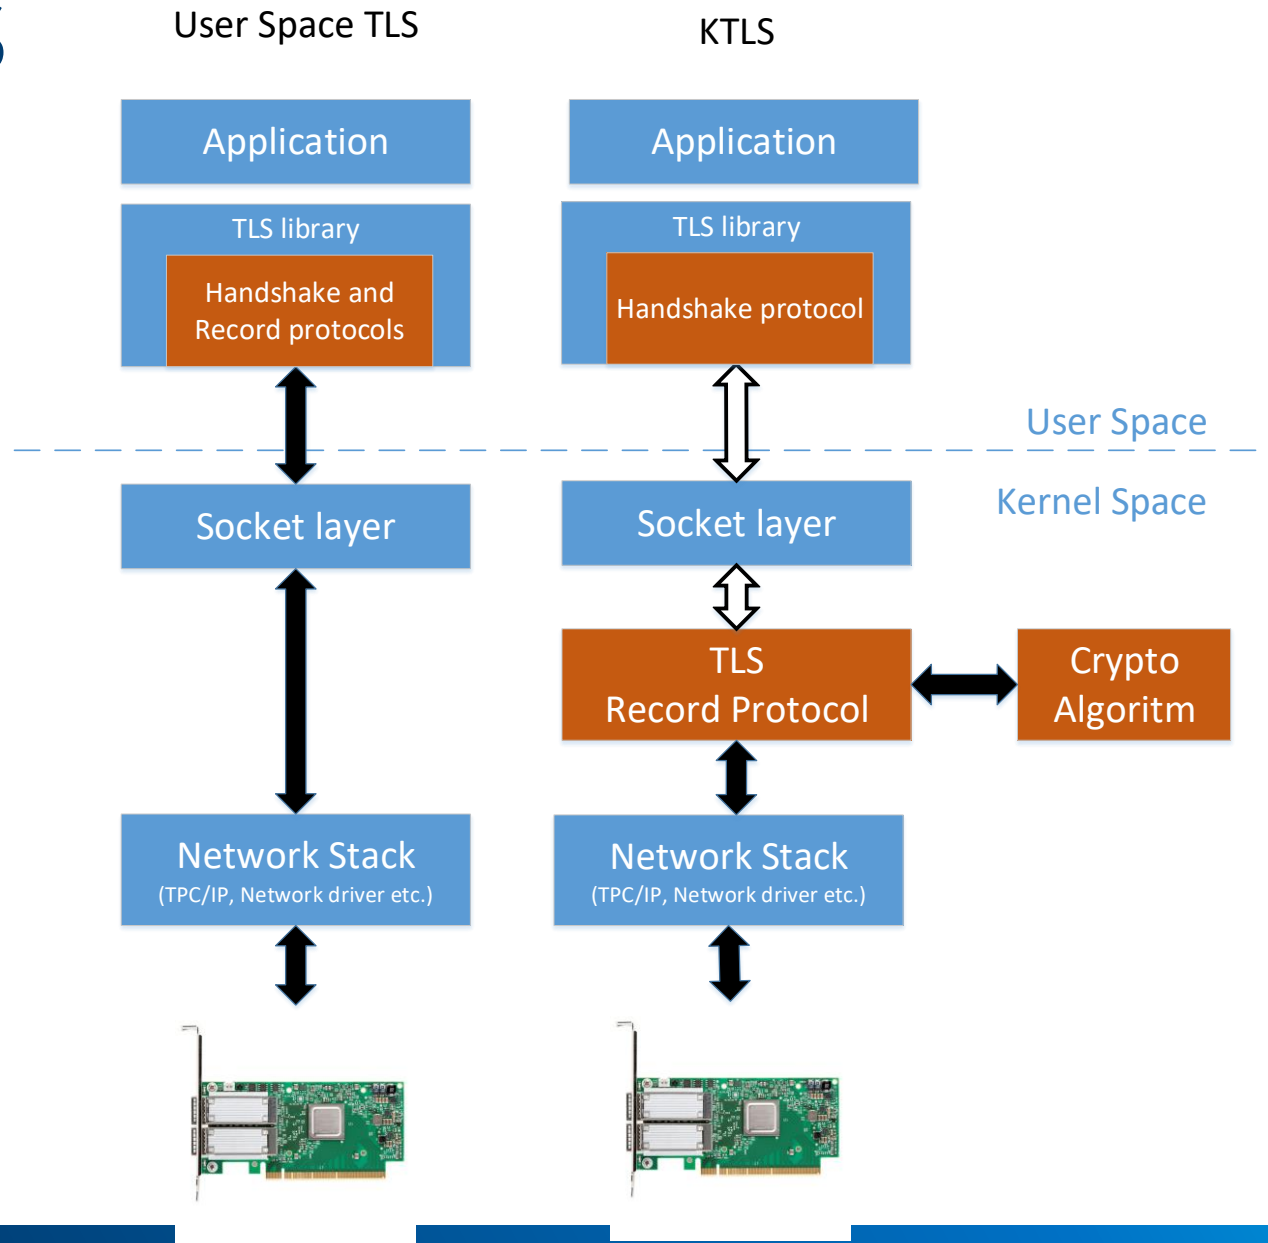 User Space TLS
KTLS
Application
Application
TLS library
Handshake and
Record protocols
TLS library
Handshake protocol
User Space
Kernel Space
Socket layer
Socket layer
TLS
Record Protocol
Crypto
Algoritm
Network Stack
(TPC/IP, Network driver etc.)
Network Stack
(TPC/IP, Network driver etc.)